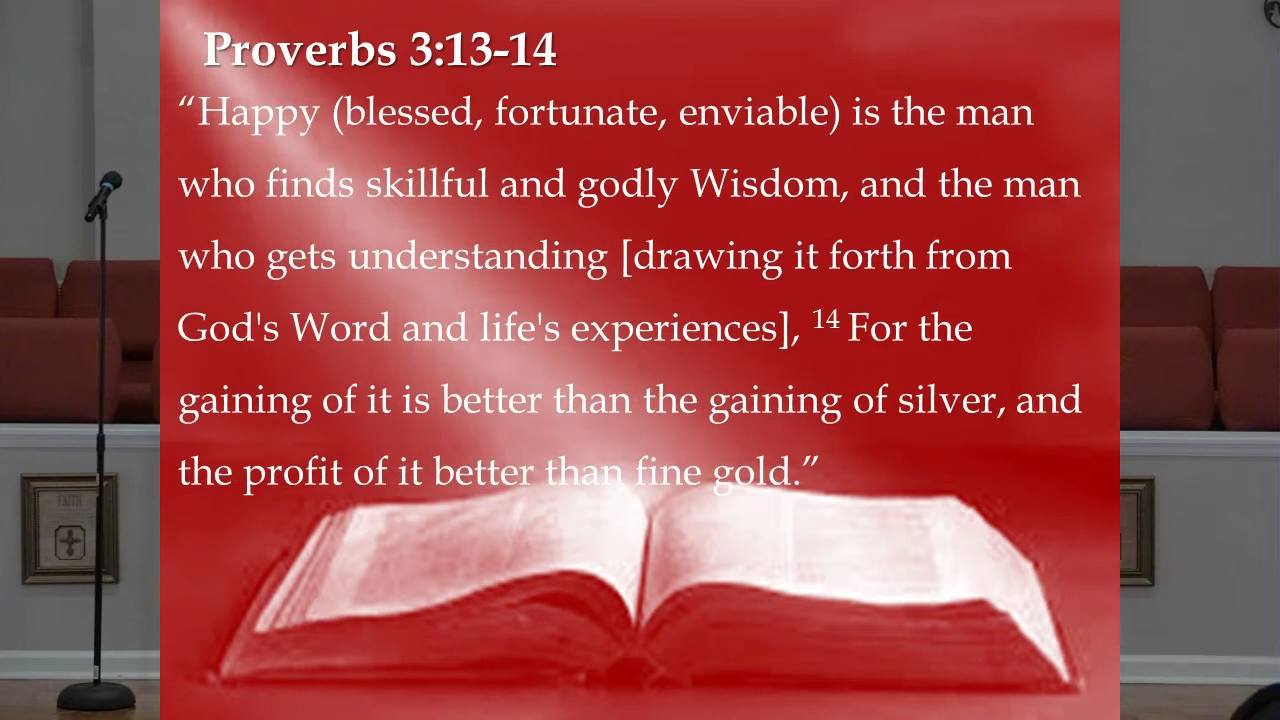 Proverbs 3:13-14
“Happy (blessed, fortunate, enviable) is the man
who finds skillful and godly Wisdom, and the man
who gets understanding [drawing it forth from
God's Word and life's experiences], 14 For the
gaining of it is better than the gaining of silver, and
the profit of it better than fine gold.”
FAITH